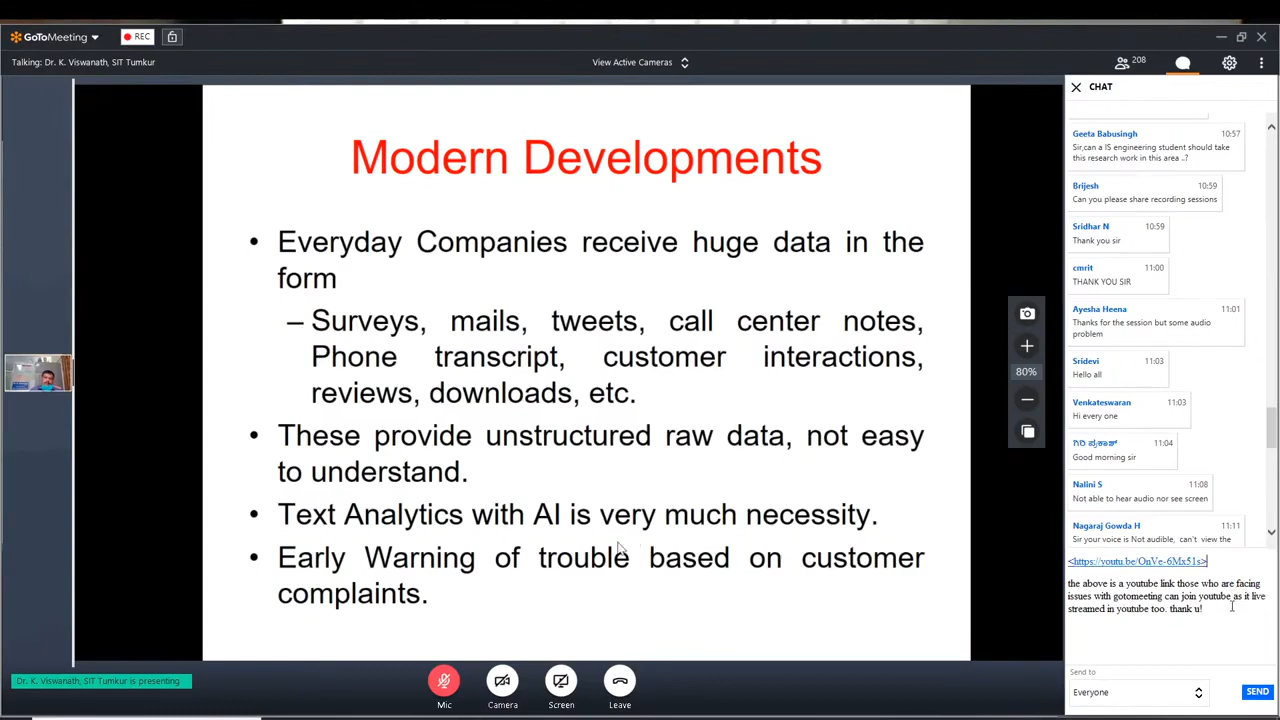 GoToMeeting
REC
Talking: Dr. K. Viswanath, SIT Tumkur
View Active Cameras
208
CHAT
Modern Developments
• Everyday Companies receive huge data in the
form
– Surveys, mails, tweets, call center notes,
Phone transcript, customer interactions,
reviews, downloads, etc.
• These provide unstructured raw data, not easy
to understand.
• Text Analytics with AI is very much necessity.
• Early Warning of trouble based on customer
complaints.
80%
Geeta Babusingh 10:57
Sir,can a IS engineering student should take
this research work in this area ..?
Brijesh 10:59
Can you please share recording sessions
Sridhar N 10:59
Thank you sir
cmrit 11:00
THANK YOU SIR
Ayesha Heena 11:01
Thanks for the session but some audio
problem
Sridevi 11:03
Hello all
Venkateswaran 11:03
Hi every one
ಗಿರಿ ಪ್ರಕಾಶ್ 11:04
Good morning sir
Nalini S 11:08
Not able to hear audio nor see screen
Nagaraj Gowda H 11:11
Sir your voice is Not audible, can't view the
<https://youtu.be/OnVe-6Mx51s>
the above is a youtube link those who are facing
issues with gotomeeting can join youtube as it live
streamed in youtube too. thank u!
Send to
Everyone
SEND
Dr. K. Viswanath, SIT Tumkur is presenting
Mic
Camera
Screen
Leave